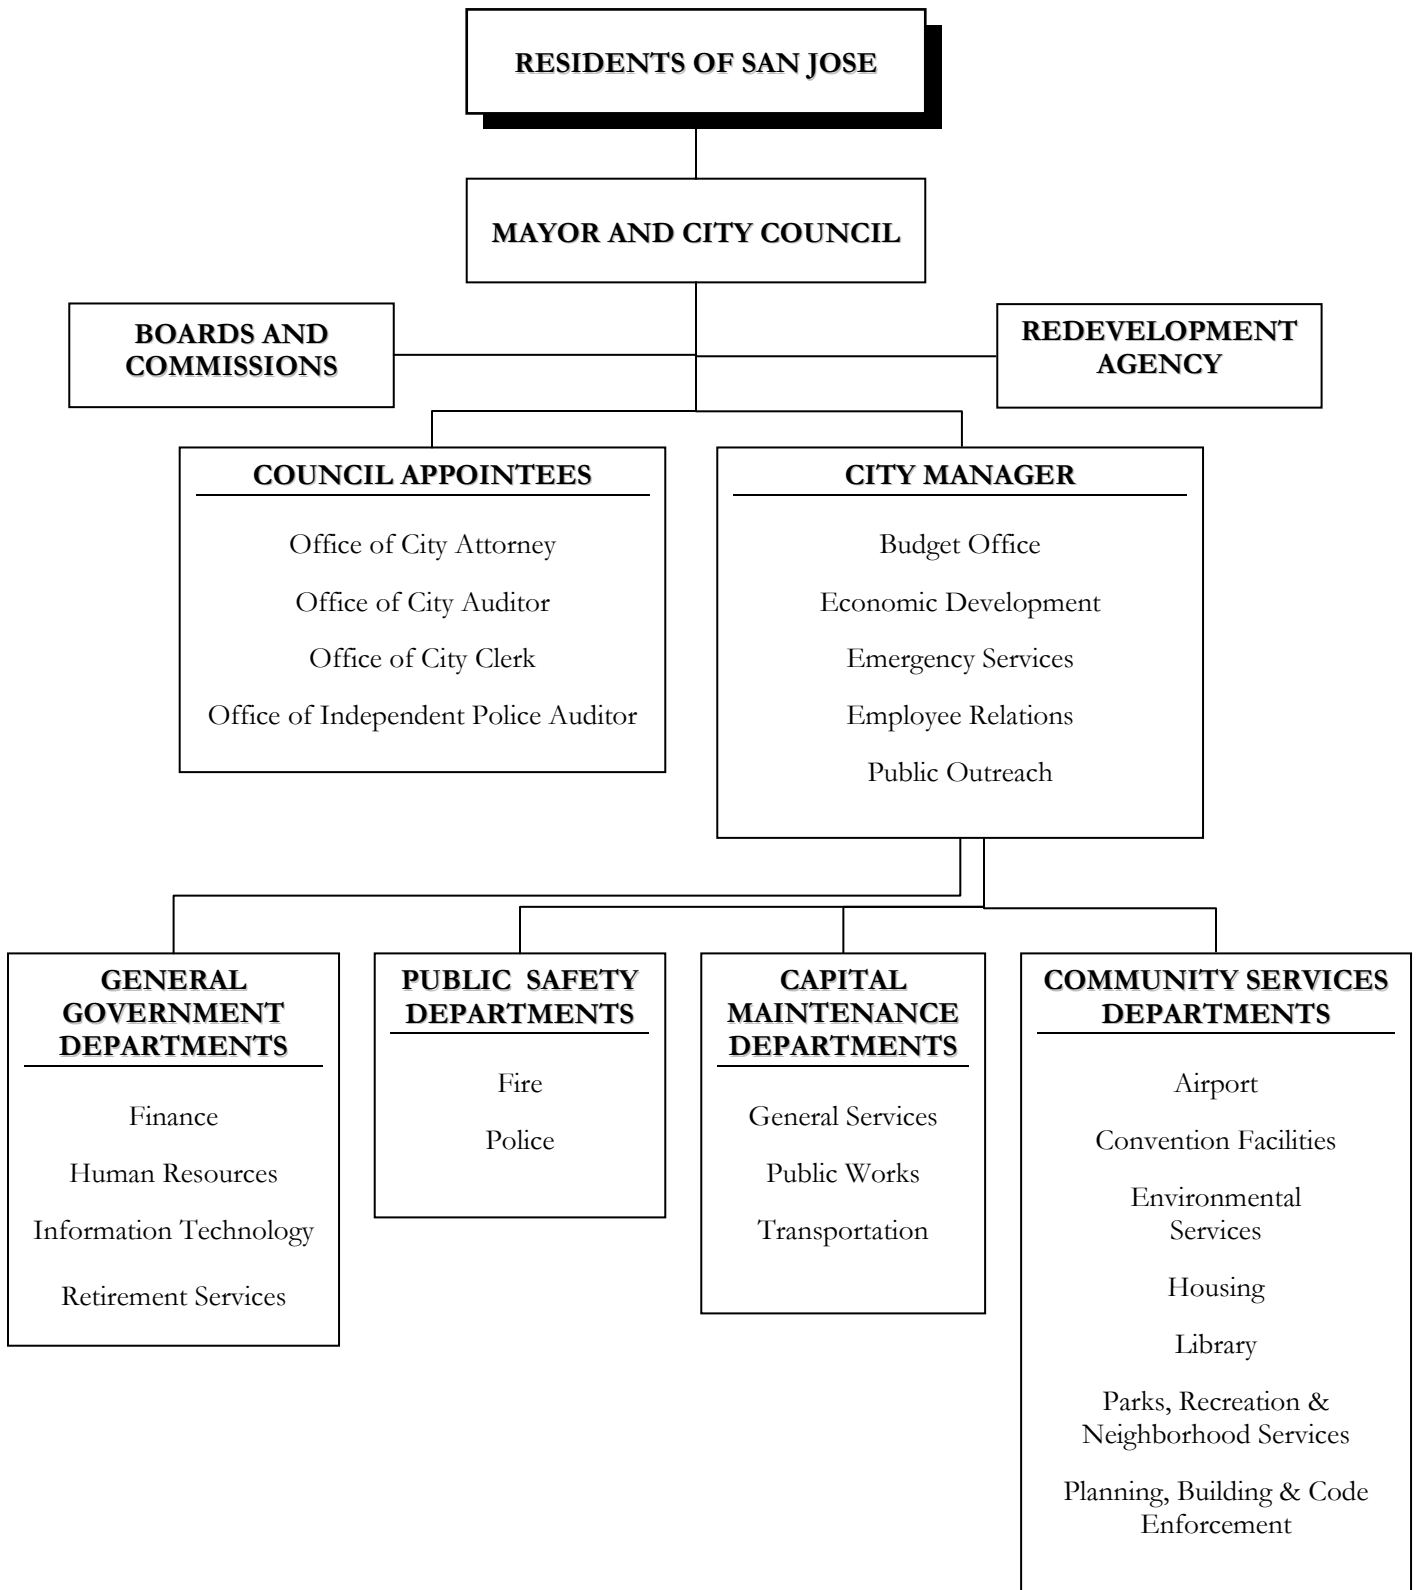 RESIDENTS OF SAN JOSE
MAYOR AND CITY COUNCIL
BOARDS AND
COMMISSIONS
REDEVELOPMENT
AGENCY
COUNCIL APPOINTEES
Office of City Attorney
Office of City Auditor
Office of City Clerk
Office of Independent Police Auditor
CITY MANAGER
Budget Office
Economic Development
Emergency Services
Employee Relations
Public Outreach
GENERAL
GOVERNMENT
DEPARTMENTS
Finance
Human Resources
Information Technology
Retirement Services
PUBLIC SAFETY
DEPARTMENTS
Fire
Police
CAPITAL
MAINTENANCE
DEPARTMENTS
General Services
Public Works
Transportation
COMMUNITY SERVICES
DEPARTMENTS
Airport
Convention Facilities
Environmental
Services
Housing
Library
Parks, Recreation &
Neighborhood Services
Planning, Building & Code
Enforcement